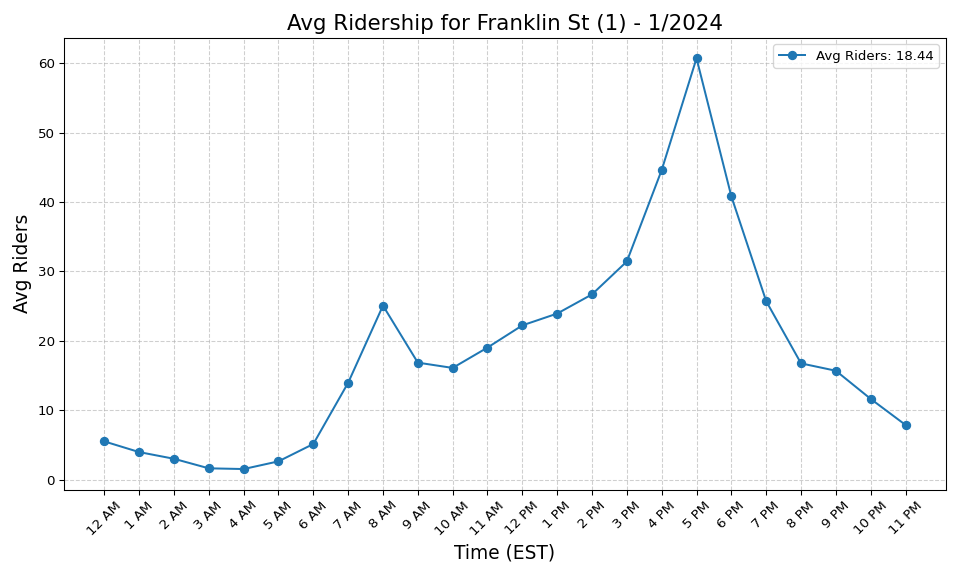 Avg Ridership for Franklin St (1) - 1/2024
Avg Riders: 18.44
Avg Riders
60
50
40
30
20
10
0
12 AM 1 AM 2 AM 3 AM 4 AM 5 AM 6 AM 7 AM 8 AM 9 AM 10 AM 11 AM 12 PM 1 PM 2 PM 3 PM 4 PM 5 PM 6 PM 7 PM 8 PM 9 PM 10 PM 11 PM
Time (EST)